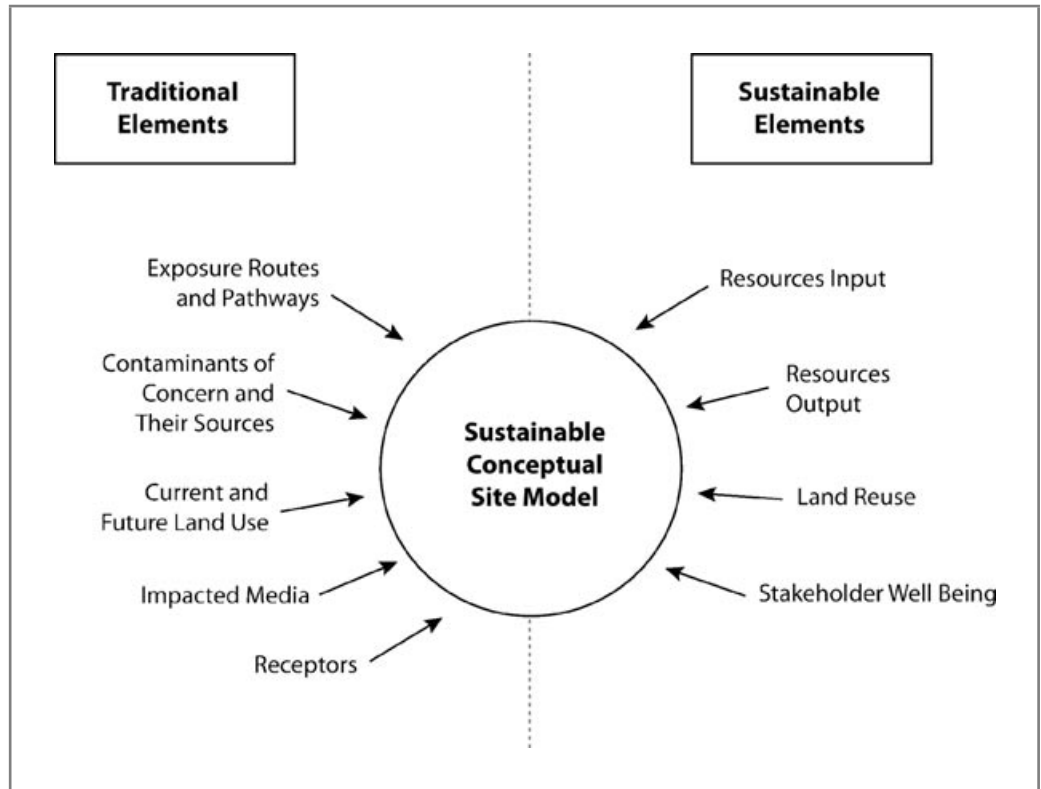 Traditional
Elements
Sustainable
Elements
Exposure Routes
and Pathways
Contaminants of
Concern and
Their Sources
Current and
Future Land Use
Impacted Media
Receptors
Sustainable
Conceptual
Site Model
Resources Input
Resources
Output
Land Reuse
Stakeholder Well Being